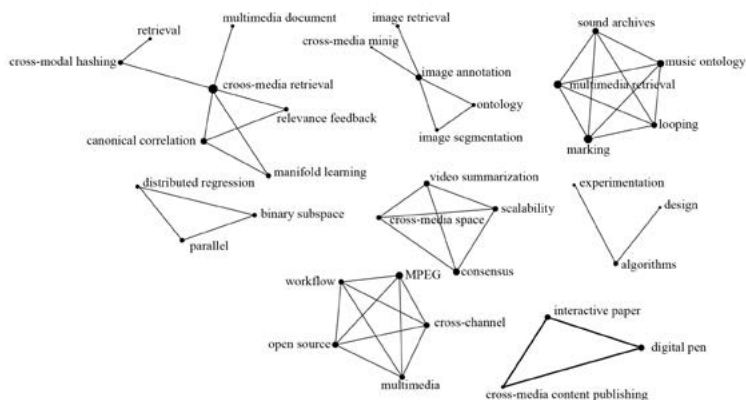 retrieval
multimedia document
cross-modal hashing
croos-media retrieval
relevance feedback
canonical correlation
manifold learning
image retrieval
cross-media minig
image annotation
ontology
image segmentation
sound archives
music ontology
multimedia retrieval
looping
marking
distributed regression
binary subspace
parallel
video summarization
scalability
cross-media space
consensus
experimentation
design
algorithms
workflow
MPEG
cross-channel
open source
multimedia
interactive paper
digital pen
cross-media content publishing